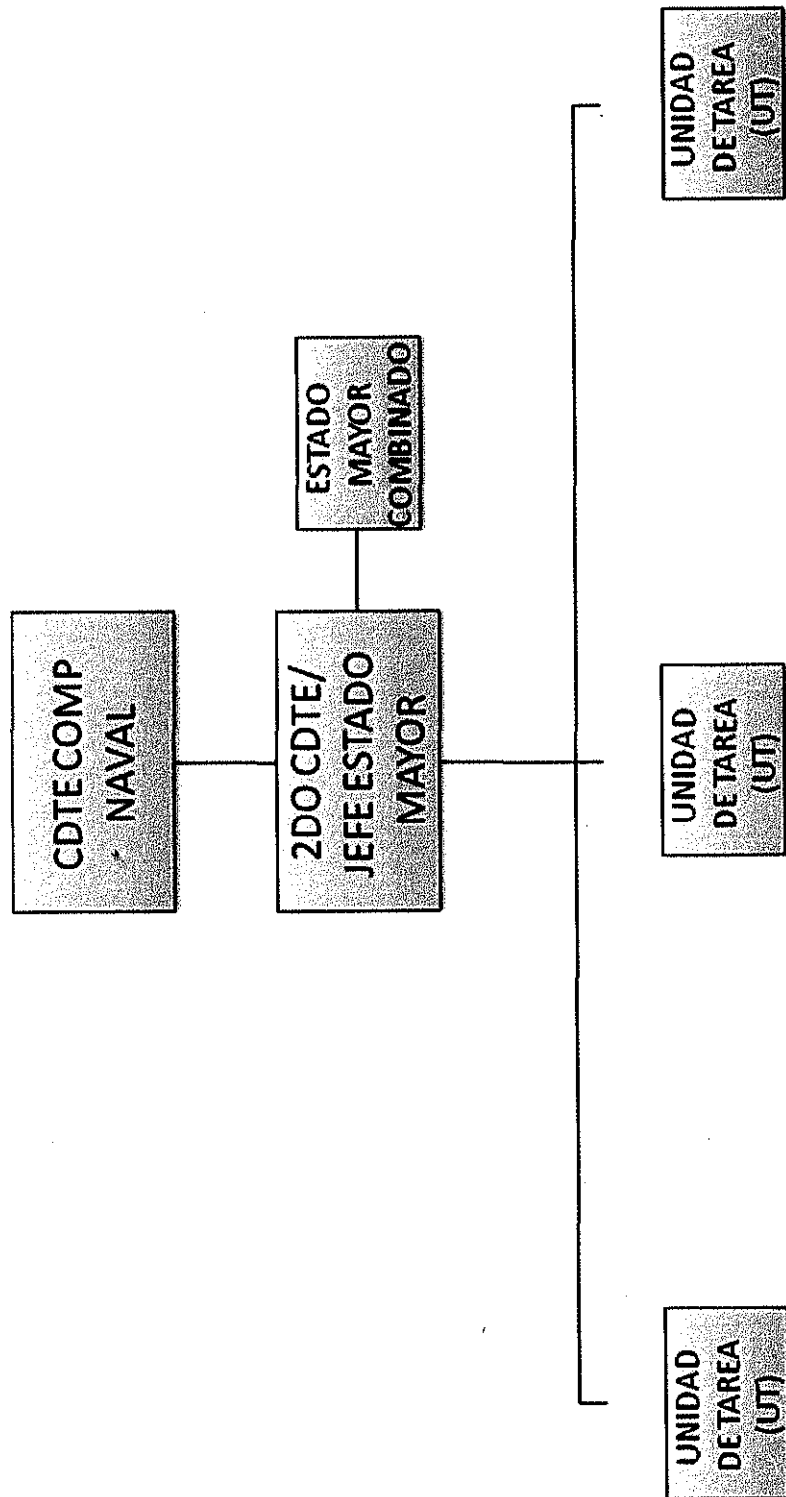 CDTE COMP
- NAVAL
2DO CDTE/
JEFE ESTADO
MAYOR
ESTADO
MAYOR
COMBINADO
UNIDAD
DE TAREA
(UT)
UNIDAD
DE TAREA
(UT)
UNIDAD
DE TAREA
(UT)